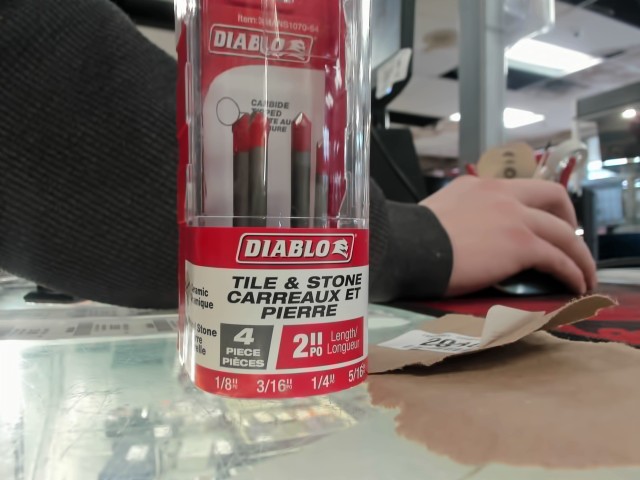 DIABLO
CARBIDE
DIABLO
TILE & STONE
CARREAUX ET
PIERRE
Stone
4
PIECE
PIÈCES
2"
PO
Length/
Longueur
1/8" 3/16" 1/4" 5/16